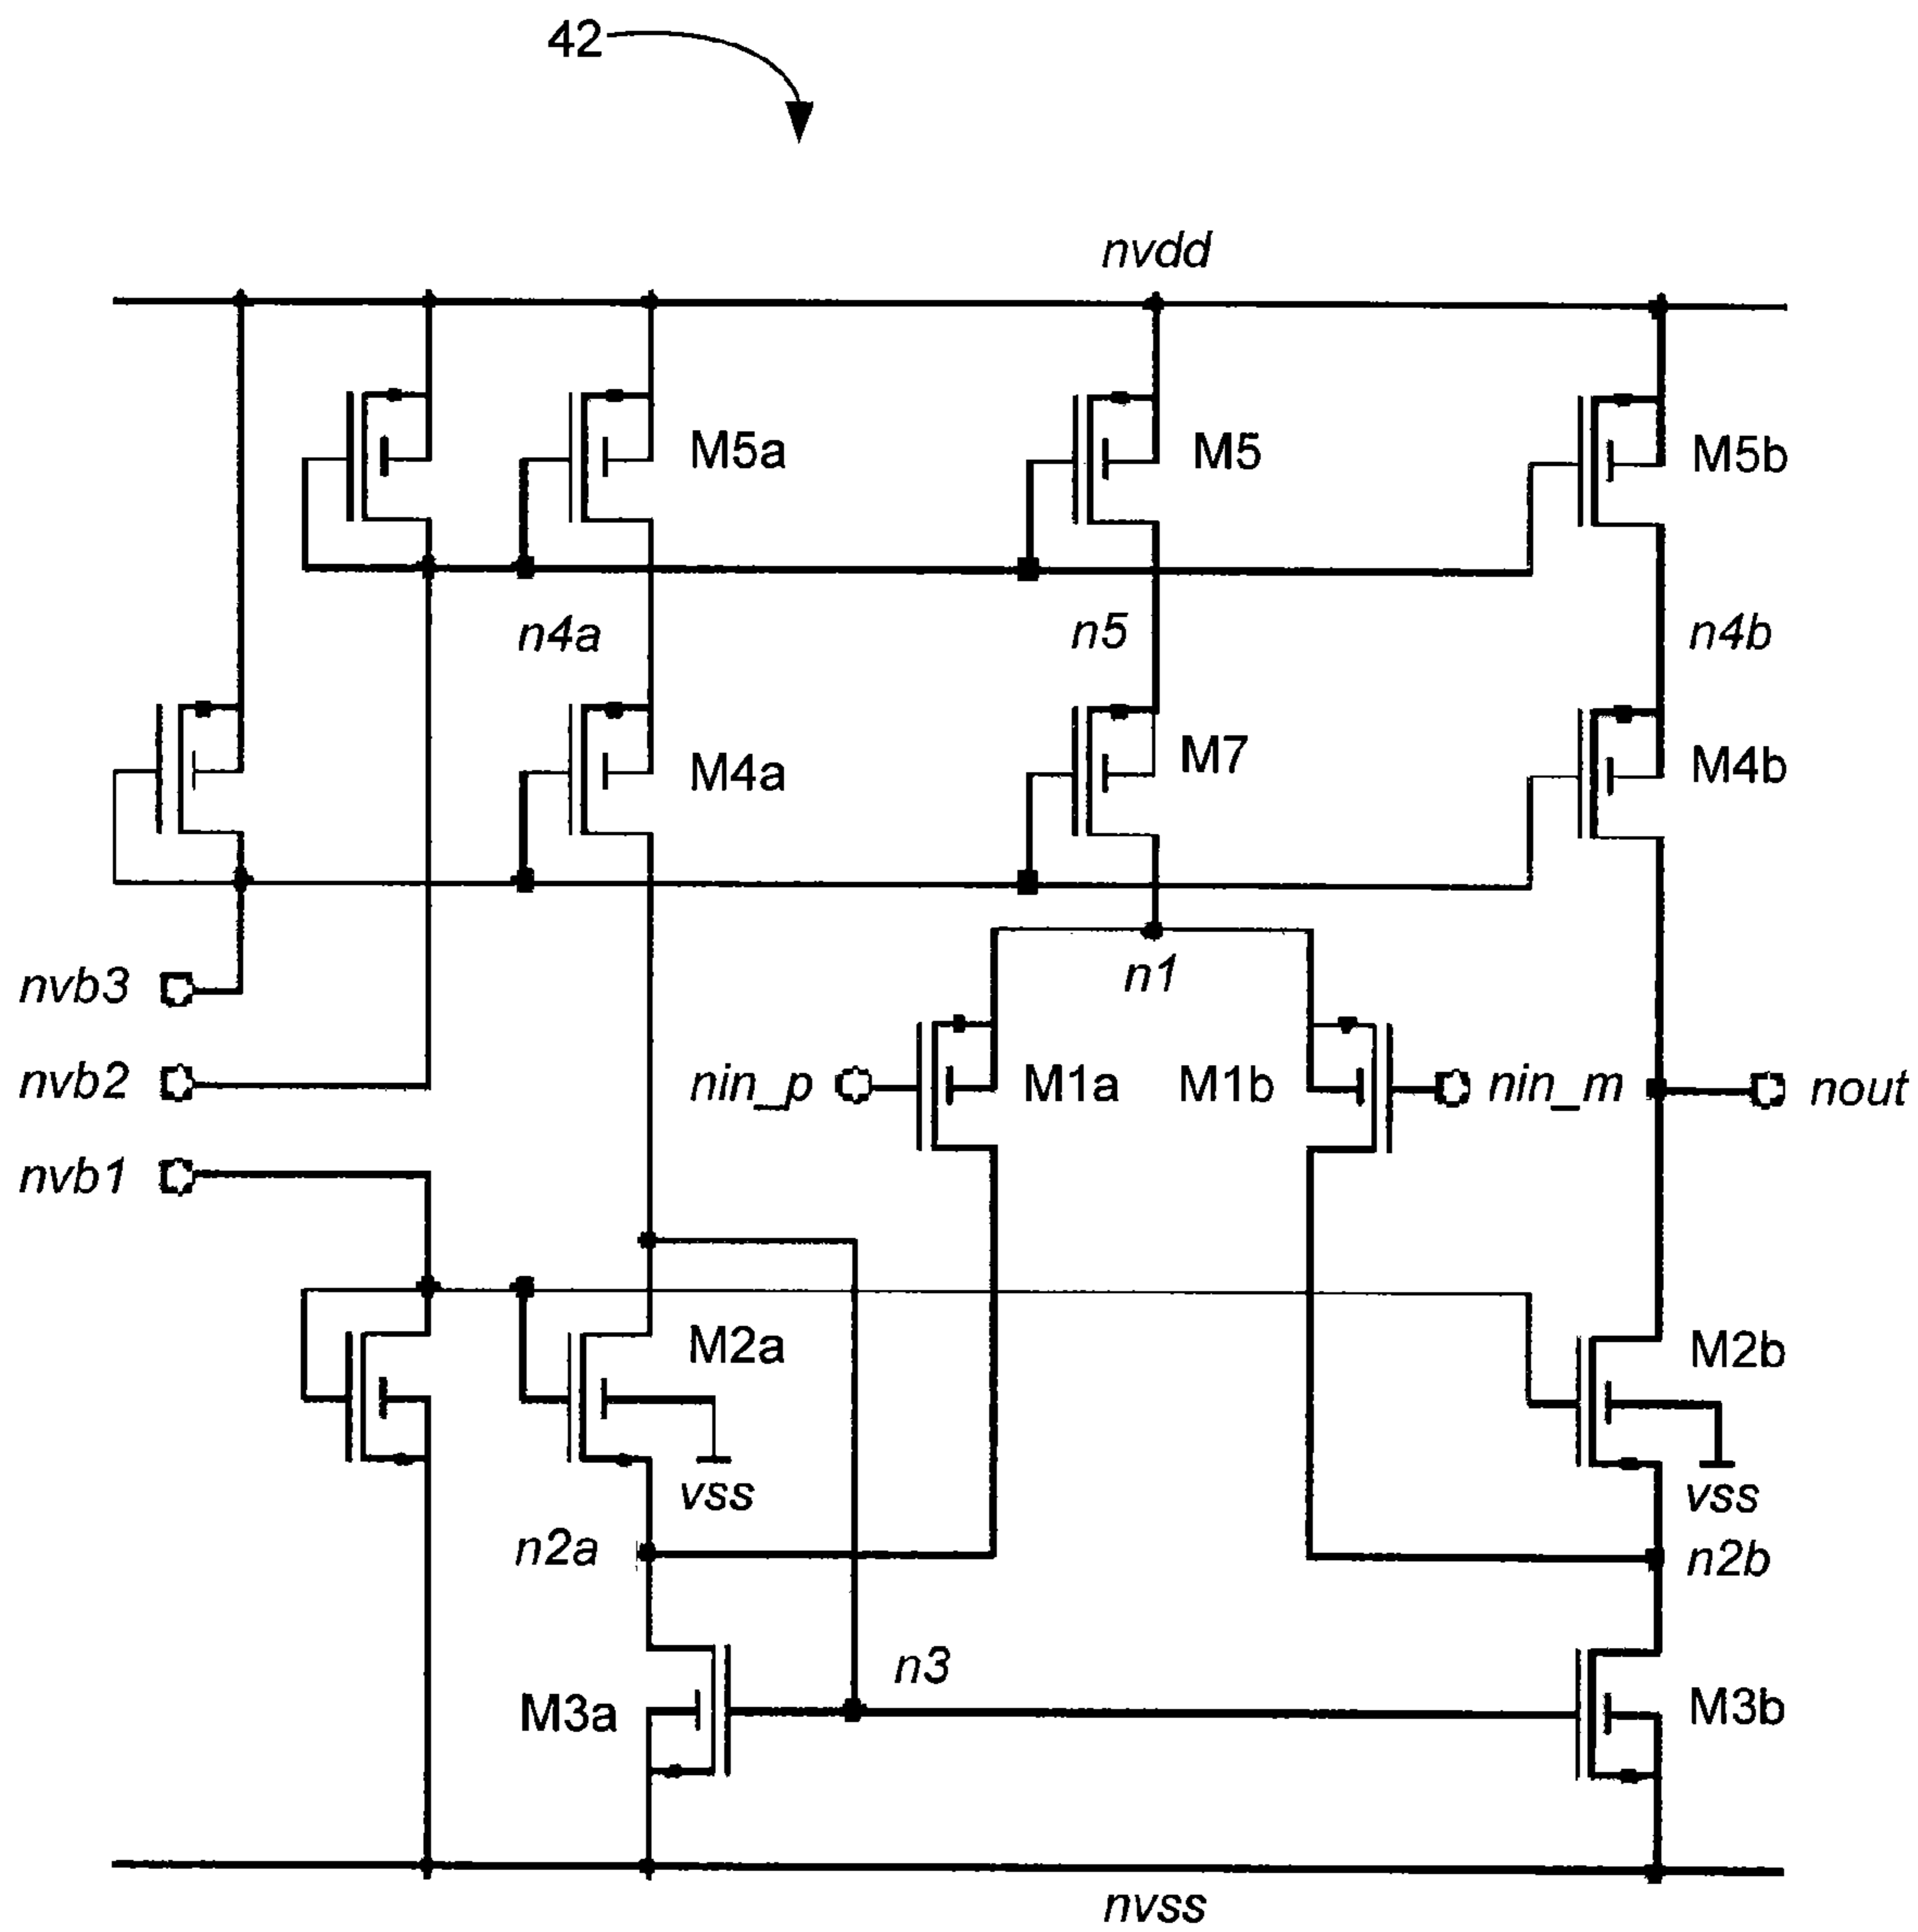 42
nvdd
M5a
M5
M5b
n4a
n5
n4b
M4a
M7
M4b
nvb3
n1
nvb2
nin_p
M1a
M1b
nin_m
nout
nvb1
M2a
M2b
vss
vss
n2a
n2b
n3
M3a
M3b
nvss